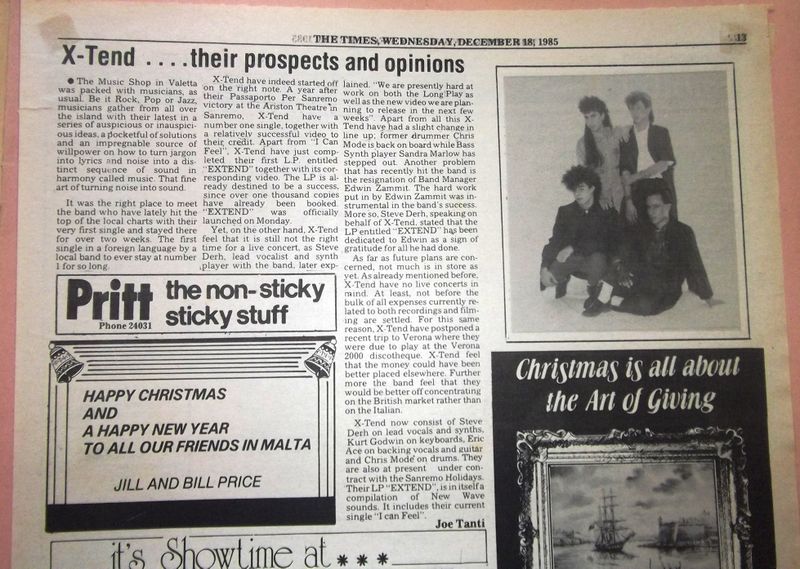 THE TIMES, WEDNESDAY, DECEMBER 18, 1985
13
X-Tend ....their prospects and opinions
● The Music Shop in Valetta
was packed with musicians, as
usual. Be it Rock, Pop or Jazz,
musicians gather from all over
the island with their latest in a
series of auspicious or inauspici-
ous ideas, a pocketful of solutions
and an impregnable source of
willpower on how to turn jargon
into lyrics and noise into a dis-
tinct sequence of sound in
harmony called music. That fine
art of turning noise into sound.
It was the right place to meet
the band who have lately hit the
top of the local charts with their
very first single and stayed there
for over two weeks. The first
single in a foreign language by a
local band to ever stay at number
1 for so long.
X-Tend have indeed started off
on the right note. A year after
their Passaporto Per Sanremo
victory at the Ariston Theatre in
Sanremo, X-Tend have a
number one single, together with
a relatively successful video to
their credit. Apart from "I Can
Feel", X-Tend have just com-
pleted their first L.P. entitled
"EXTEND" together with its cor-
responding video. The LP is al-
ready destined to be a success,
since over one thousand copies
have already been booked.
"EXTEND" was officially
launched on Monday.
Yet, on the other hand, X-Tend
feel that it is still not the right
time for a live concert, as Steve
Derh, lead vocalist and synth
player with the band, later exp-
lained. "We are presently hard at
work on both the Long Play as
well as the new video we are plan-
ning to release in the next few
weeks". Apart from all this X-
Tend have had a slight change in
line up; former drummer Chris
Mode is back on board while Bass
Synth player Sandra Marlow has
stepped out. Another problem
that has recently hit the band is
the resignation of Band Manager
Edwin Zammit. The hard work
put in by Edwin Zammit was in-
strumental in the band's success.
More so, Steve Derh, speaking on
behalf of X-Tend, stated that the
LP entitled "EXTEND" has been
dedicated to Edwin as a sign of
gratitude for all he had done.
As far as future plans are con-
cerned, not much is in store as
yet. As already mentioned before,
X-Tend have no live concerts in
mind. At least, not before the
bulk of all expenses currently re-
lated to both recordings and film-
ing are settled. For this same
reason, X-Tend have postponed a
recent trip to Verona where they
were due to play at the Verona
2000 discotheque. X-Tend feel
that the money could have been
better placed elsewhere. Further
more the band feel that they
would be better off concentrating
on the British market rather than
on the Italian.
X-Tend now consist of Steve
Derh on lead vocals and synths,
Kurt Godwin on keyboards, Eric
Ace on backing vocals and guitar
and Chris Mode on drums. They
are also at present under con-
tract with the Sanremo Holidays.
Their LP "EXTEND", is in itself a
compilation of New Wave
sounds. It includes their current
single "I can Feel".
Joe Tanti
Pritt the non-sticky
sticky stuff
Phone 24031
HAPPY CHRISTMAS
AND
A HAPPY NEW YEAR
TO ALL OUR FRIENDS IN MALTA
JILL AND BILL PRICE
it's Showtime at ***
Christmas is all about
the Art of Giving